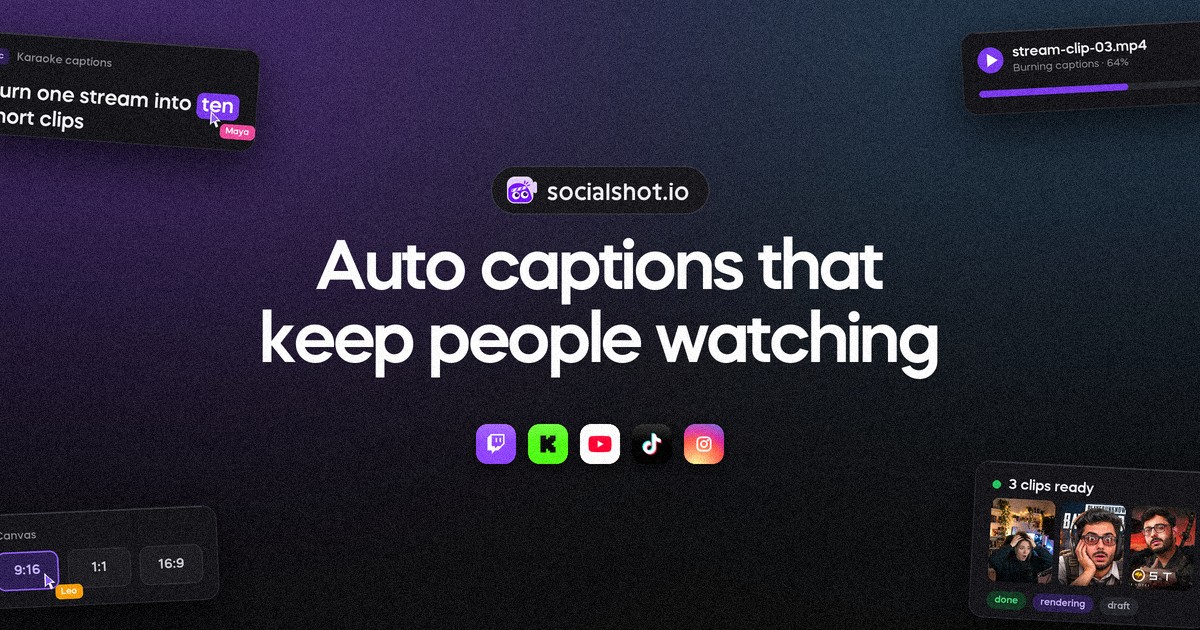 Karaoke captions
urn one stream into ten
hort clips
Maya
stream-clip-03.mp4
Burning captions · 64%
socialshot.io
Auto captions that
keep people watching
Canvas
9:16
1:1
16:9
Leo
3 clips ready
S T
done
rendering
draft